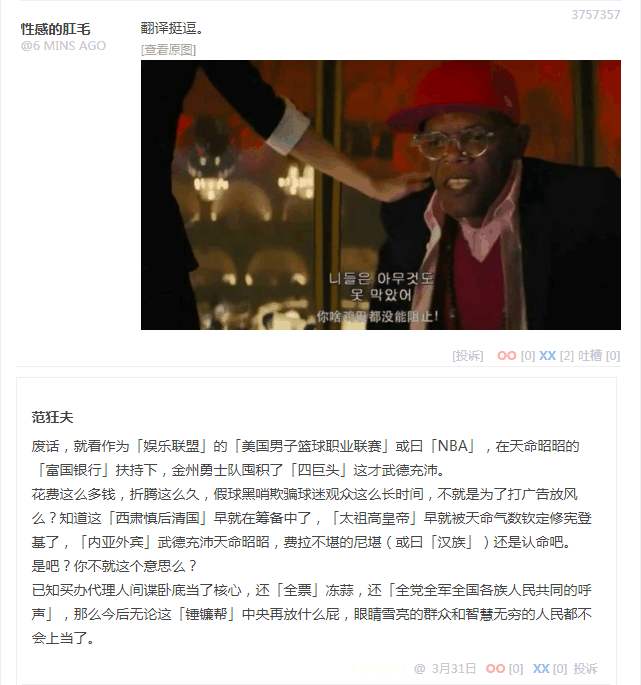 3757357
性感的肛毛
@6 MINS AGO
翻译挺逗。
[查看原图]
니들은 아무것도
못 막았어
你啥鸡巴都没能阻止!
[投诉] OO [0] XX [2] 吐槽 [0]
范狂夫
废话，就看作为「娱乐联盟」的「美国男子篮球职业联赛」或曰「NBA」，在天命昭昭的
「富国银行」扶持下，金州勇士队囤积了「四巨头」这才武德充沛。
花费这么多钱，折腾这么久，假球黑哨欺骗球迷观众这么长时间，不就是为了打广告放风
么？知道这「西肃慎后清国」早就在筹备中了，「太祖高皇帝」早就被天命气数钦定修宪登
基了，「内亚外宾」武德充沛天命昭昭，费拉不堪的尼堪（或曰「汉族」）还是认命吧。
是吧？你不就这个意思么？
已知买办代理人间谍卧底当了核心，还「全票」冻蒜，还「全党全军全国各族人民共同的呼
声」，那么今后无论这「锤镰帮」中央再放什么屁，眼睛雪亮的群众和智慧无穷的人民都不
会上当了。
@ 3月31日 OO [0] XX [0] 投诉